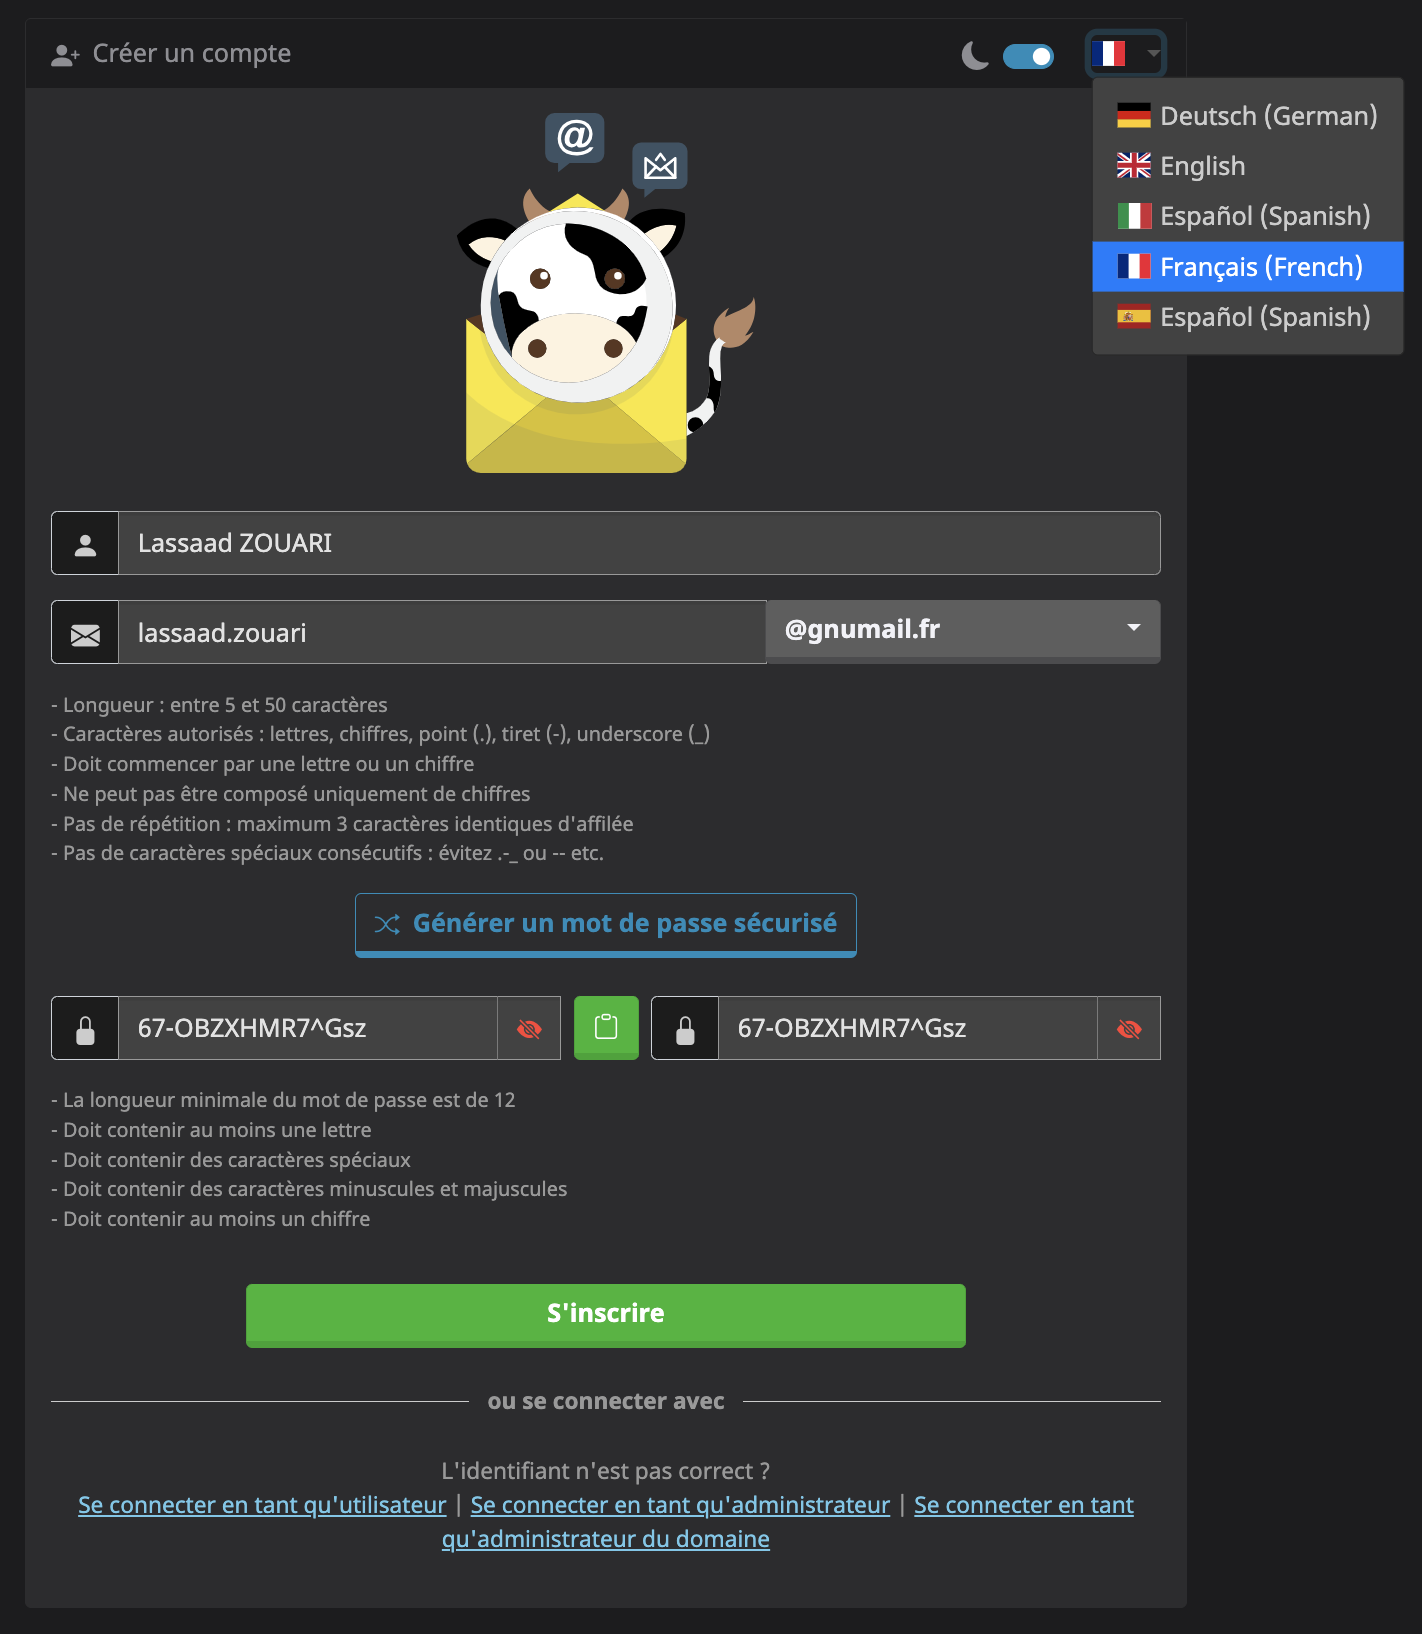 Créer un compte
Deutsch (German)
English
Español (Spanish)
Français (French)
Español (Spanish)
@
Lassaad ZOUARI
lassaad.zouari
@gnumail.fr
- Longueur : entre 5 et 50 caractères
- Caractères autorisés : lettres, chiffres, point (.), tiret (-), underscore (_)
- Doit commencer par une lettre ou un chiffre
- Ne peut pas être composé uniquement de chiffres
- Pas de répétition : maximum 3 caractères identiques d'affilée
- Pas de caractères spéciaux consécutifs : évitez .-_ ou -- etc.
Générer un mot de passe sécurisé
67-OBZXHMR7^Gsz
67-OBZXHMR7^Gsz
- La longueur minimale du mot de passe est de 12
- Doit contenir au moins une lettre
- Doit contenir des caractères spéciaux
- Doit contenir des caractères minuscules et majuscules
- Doit contenir au moins un chiffre
S'inscrire
ou se connecter avec
L'identifiant n'est pas correct ?
Se connecter en tant qu'utilisateur | Se connecter en tant qu'administrateur | Se connecter en tant
qu'administrateur du domaine